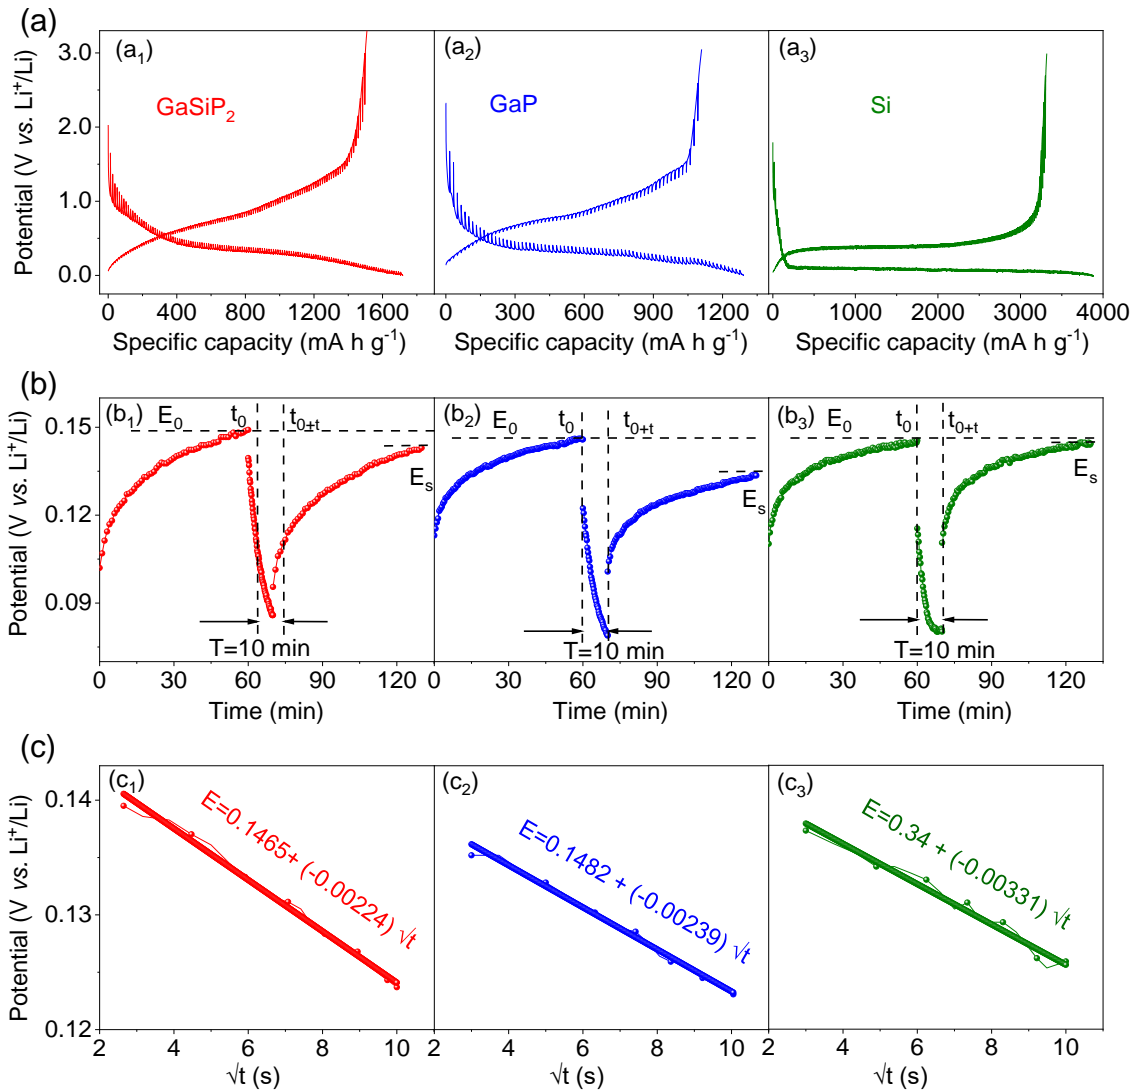 (a)
(a₁)
(a₂)
(a₃)
GaSiP₂
GaP
Si
Potential (V vs. Li⁺/Li)
3.0
2.0
1.0
0.0
0 400 800 1200 1600
0 300 600 900 1200
0 1000 2000 3000 4000
Specific capacity (mA h g⁻¹)
Specific capacity (mA h g⁻¹)
Specific capacity (mA h g⁻¹)
(b)
(b₁) E₀ t₀ t₀₊t
(b₂) E₀ t₀ t₀₊t
(b₃) E₀ t₀ t₀₊t
Eₛ
Eₛ
Eₛ
Potential (V vs. Li⁺/Li)
0.15
0.12
0.09
T=10 min
T=10 min
T=10 min
0 30 60 90 120
0 30 60 90 120
0 30 60 90 120
Time (min)
Time (min)
Time (min)
(c)
(c₁)
(c₂)
(c₃)
E=0.1465+ (-0.00224) √t
E=0.1482 + (-0.00239) √t
E=0.34 + (-0.00331) √t
Potential (V vs. Li⁺/Li)
0.14
0.13
0.12
2 4 6 8 10
2 4 6 8 10
2 4 6 8 10
√t (s)
√t (s)
√t (s)